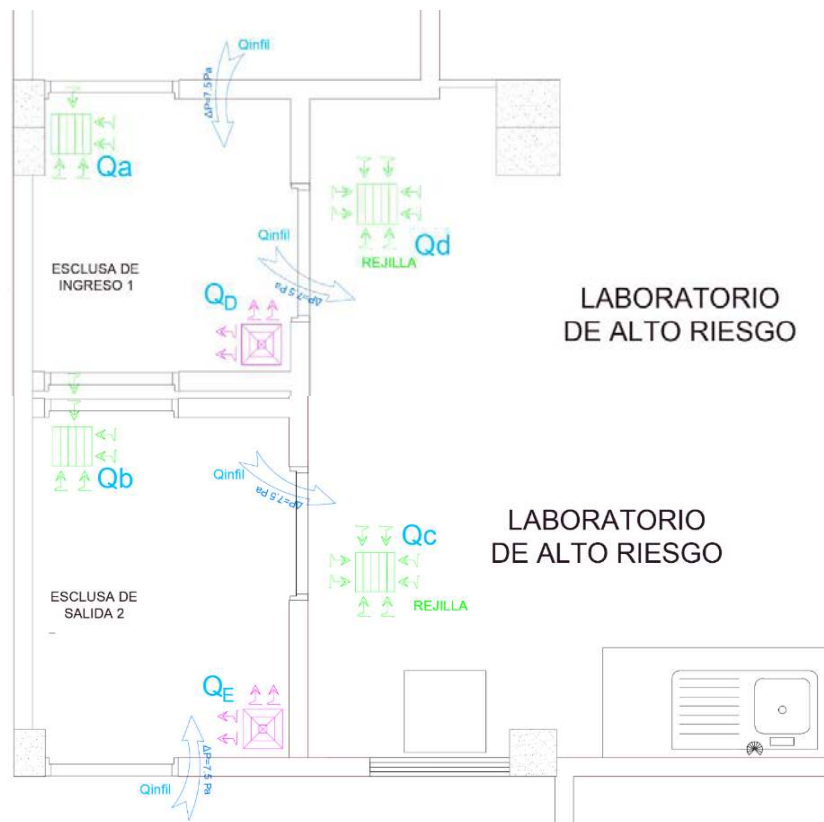 Qinfil
ΔP=7.5 Pa
Qa
Qd
REJILLA
Qinfil
ΔP=7.5 Pa
ESCLUSA DE
INGRESO 1
QD
LABORATORIO
DE ALTO RIESGO
Qb
Qinfil
ΔP=7.5 Pa
LABORATORIO
DE ALTO RIESGO
Qc
REJILLA
ESCLUSA DE
SALIDA 2
QE
ΔP=7.5 Pa
Qinfil